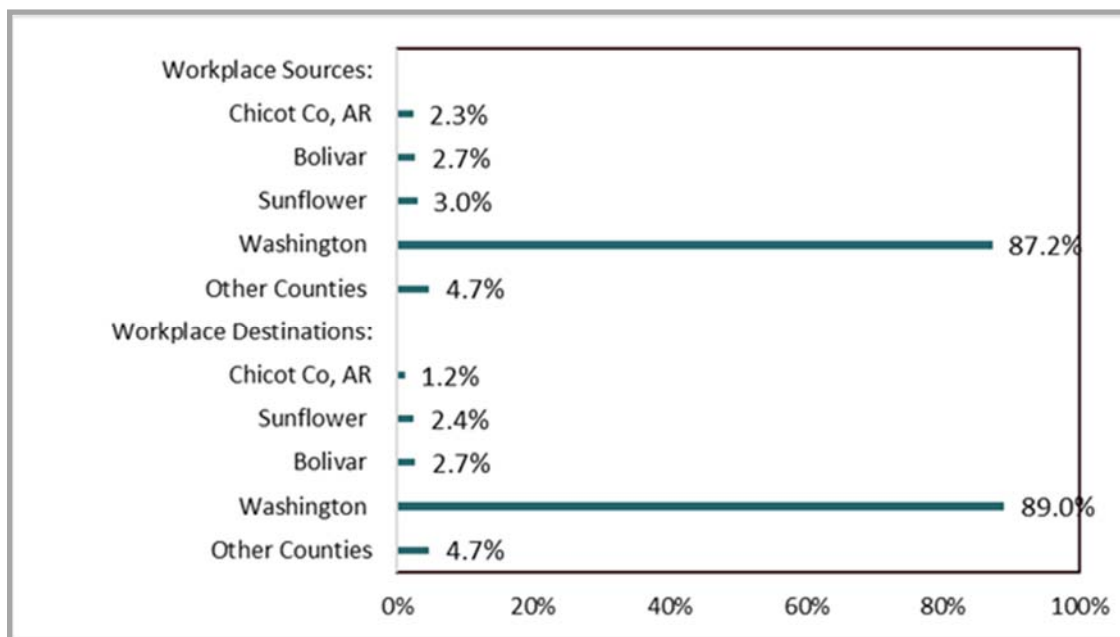 Workplace Sources:
Chicot Co, AR 2.3%
Bolivar 2.7%
Sunflower 3.0%
Washington 87.2%
Other Counties 4.7%
Workplace Destinations:
Chicot Co, AR 1.2%
Sunflower 2.4%
Bolivar 2.7%
Washington 89.0%
Other Counties 4.7%
0% 20% 40% 60% 80% 100%